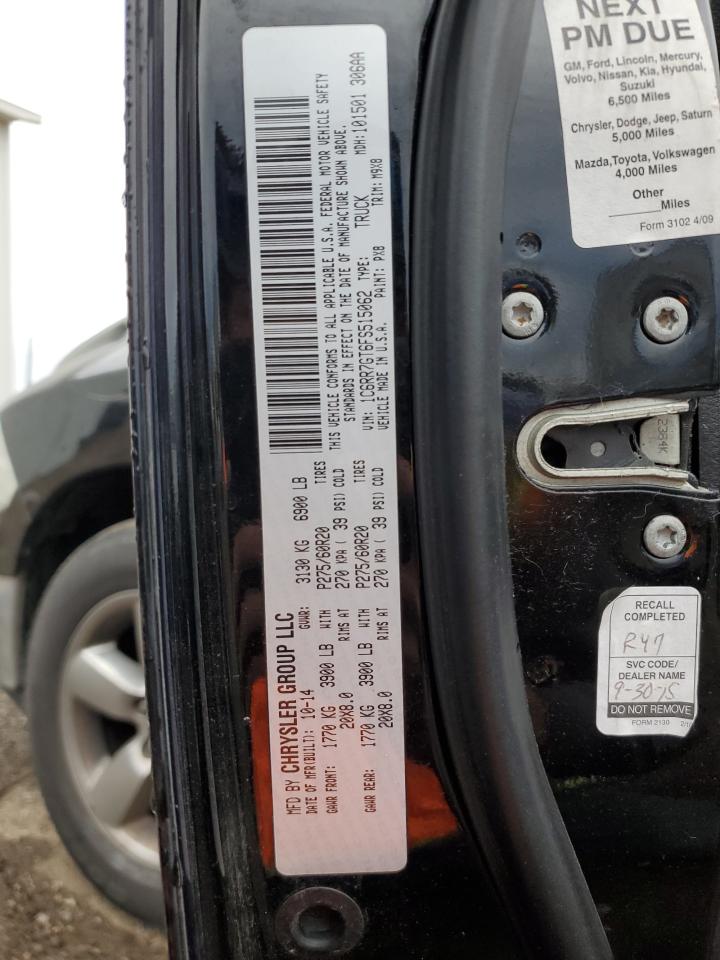 MFD BY CHRYSLER GROUP LLC
DATE OF MFR(BUILT): 10-14 GVWR: 3130 KG 6900 LB
GAWR FRONT: 1770 KG 3900 LB WITH P275/60R20 TIRES
20X8.0 RIMS AT 270 KPA ( 39 PSI) COLD
GAWR REAR: 1770 KG 3900 LB WITH P275/60R20 TIRES
20X8.0 RIMS AT 270 KPA ( 39 PSI) COLD
THIS VEHICLE CONFORMS TO ALL APPLICABLE U.S.A. FEDERAL MOTOR VEHICLE SAFETY
STANDARDS IN EFFECT ON THE DATE OF MANUFACTURE SHOWN ABOVE.
MDH:101501 306AA
VIN: 1C6RR7GT6FS515062 TYPE: TRUCK
VEHICLE MADE IN U.S.A. PAINT: PXB TRIM: M9X8
NEXT
PM DUE
GM, Ford, Lincoln, Mercury,
Volvo, Nissan, Kia, Hyundai,
Suzuki
6,500 Miles
Chrysler, Dodge, Jeep, Saturn
5,000 Miles
Mazda,Toyota, Volkswagen
4,000 Miles
Other
Miles
Form 3102 4/09
2384K
RECALL
COMPLETED
R47
SVC CODE/
DEALER NAME
9-30-15
DO NOT REMOVE
FORM 2130